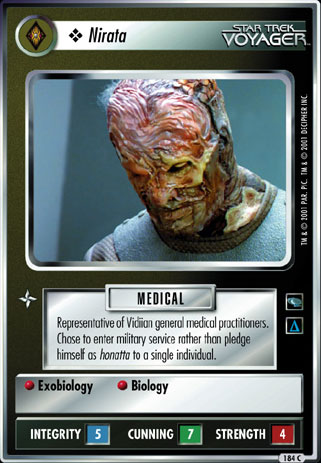 ❖ Nirata
STAR TREK
VOYAGER™
TM & © 2001 PAR. PIC. TM & © 2001 DECIPHER INC.
MEDICAL
Representative of Vidiian general medical practitioners.
Chose to enter military service rather than pledge
himself as honatta to a single individual.
Exobiology Biology
INTEGRITY 5 CUNNING 7 STRENGTH 4
184 C